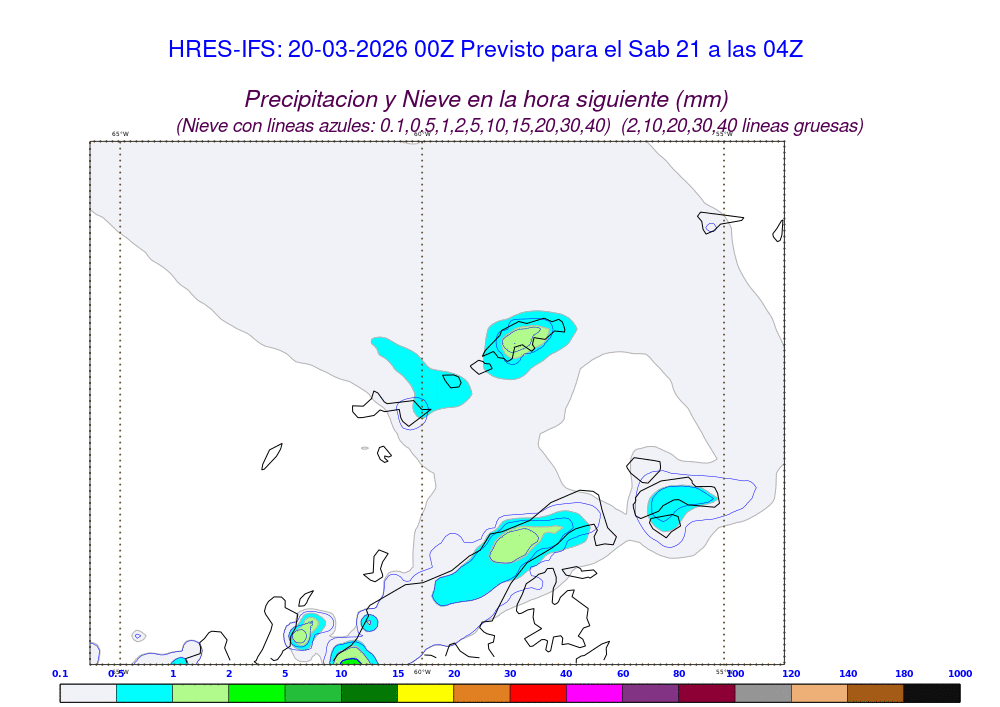 HRES-IFS: 20-03-2026 00Z Previsto para el Sab 21 a las 04Z
Precipitacion y Nieve en la hora siguiente (mm)
(Nieve con lineas azules: 0.1,0.5,1,2,5,10,15,20,30,40) (2,10,20,30,40 lineas gruesas)
65°W 60°W 55°W
65°W 60°W 55°W
0.1 0.5 1 2 5 10 15 20 30 40 60 80 100 120 140 180 1000